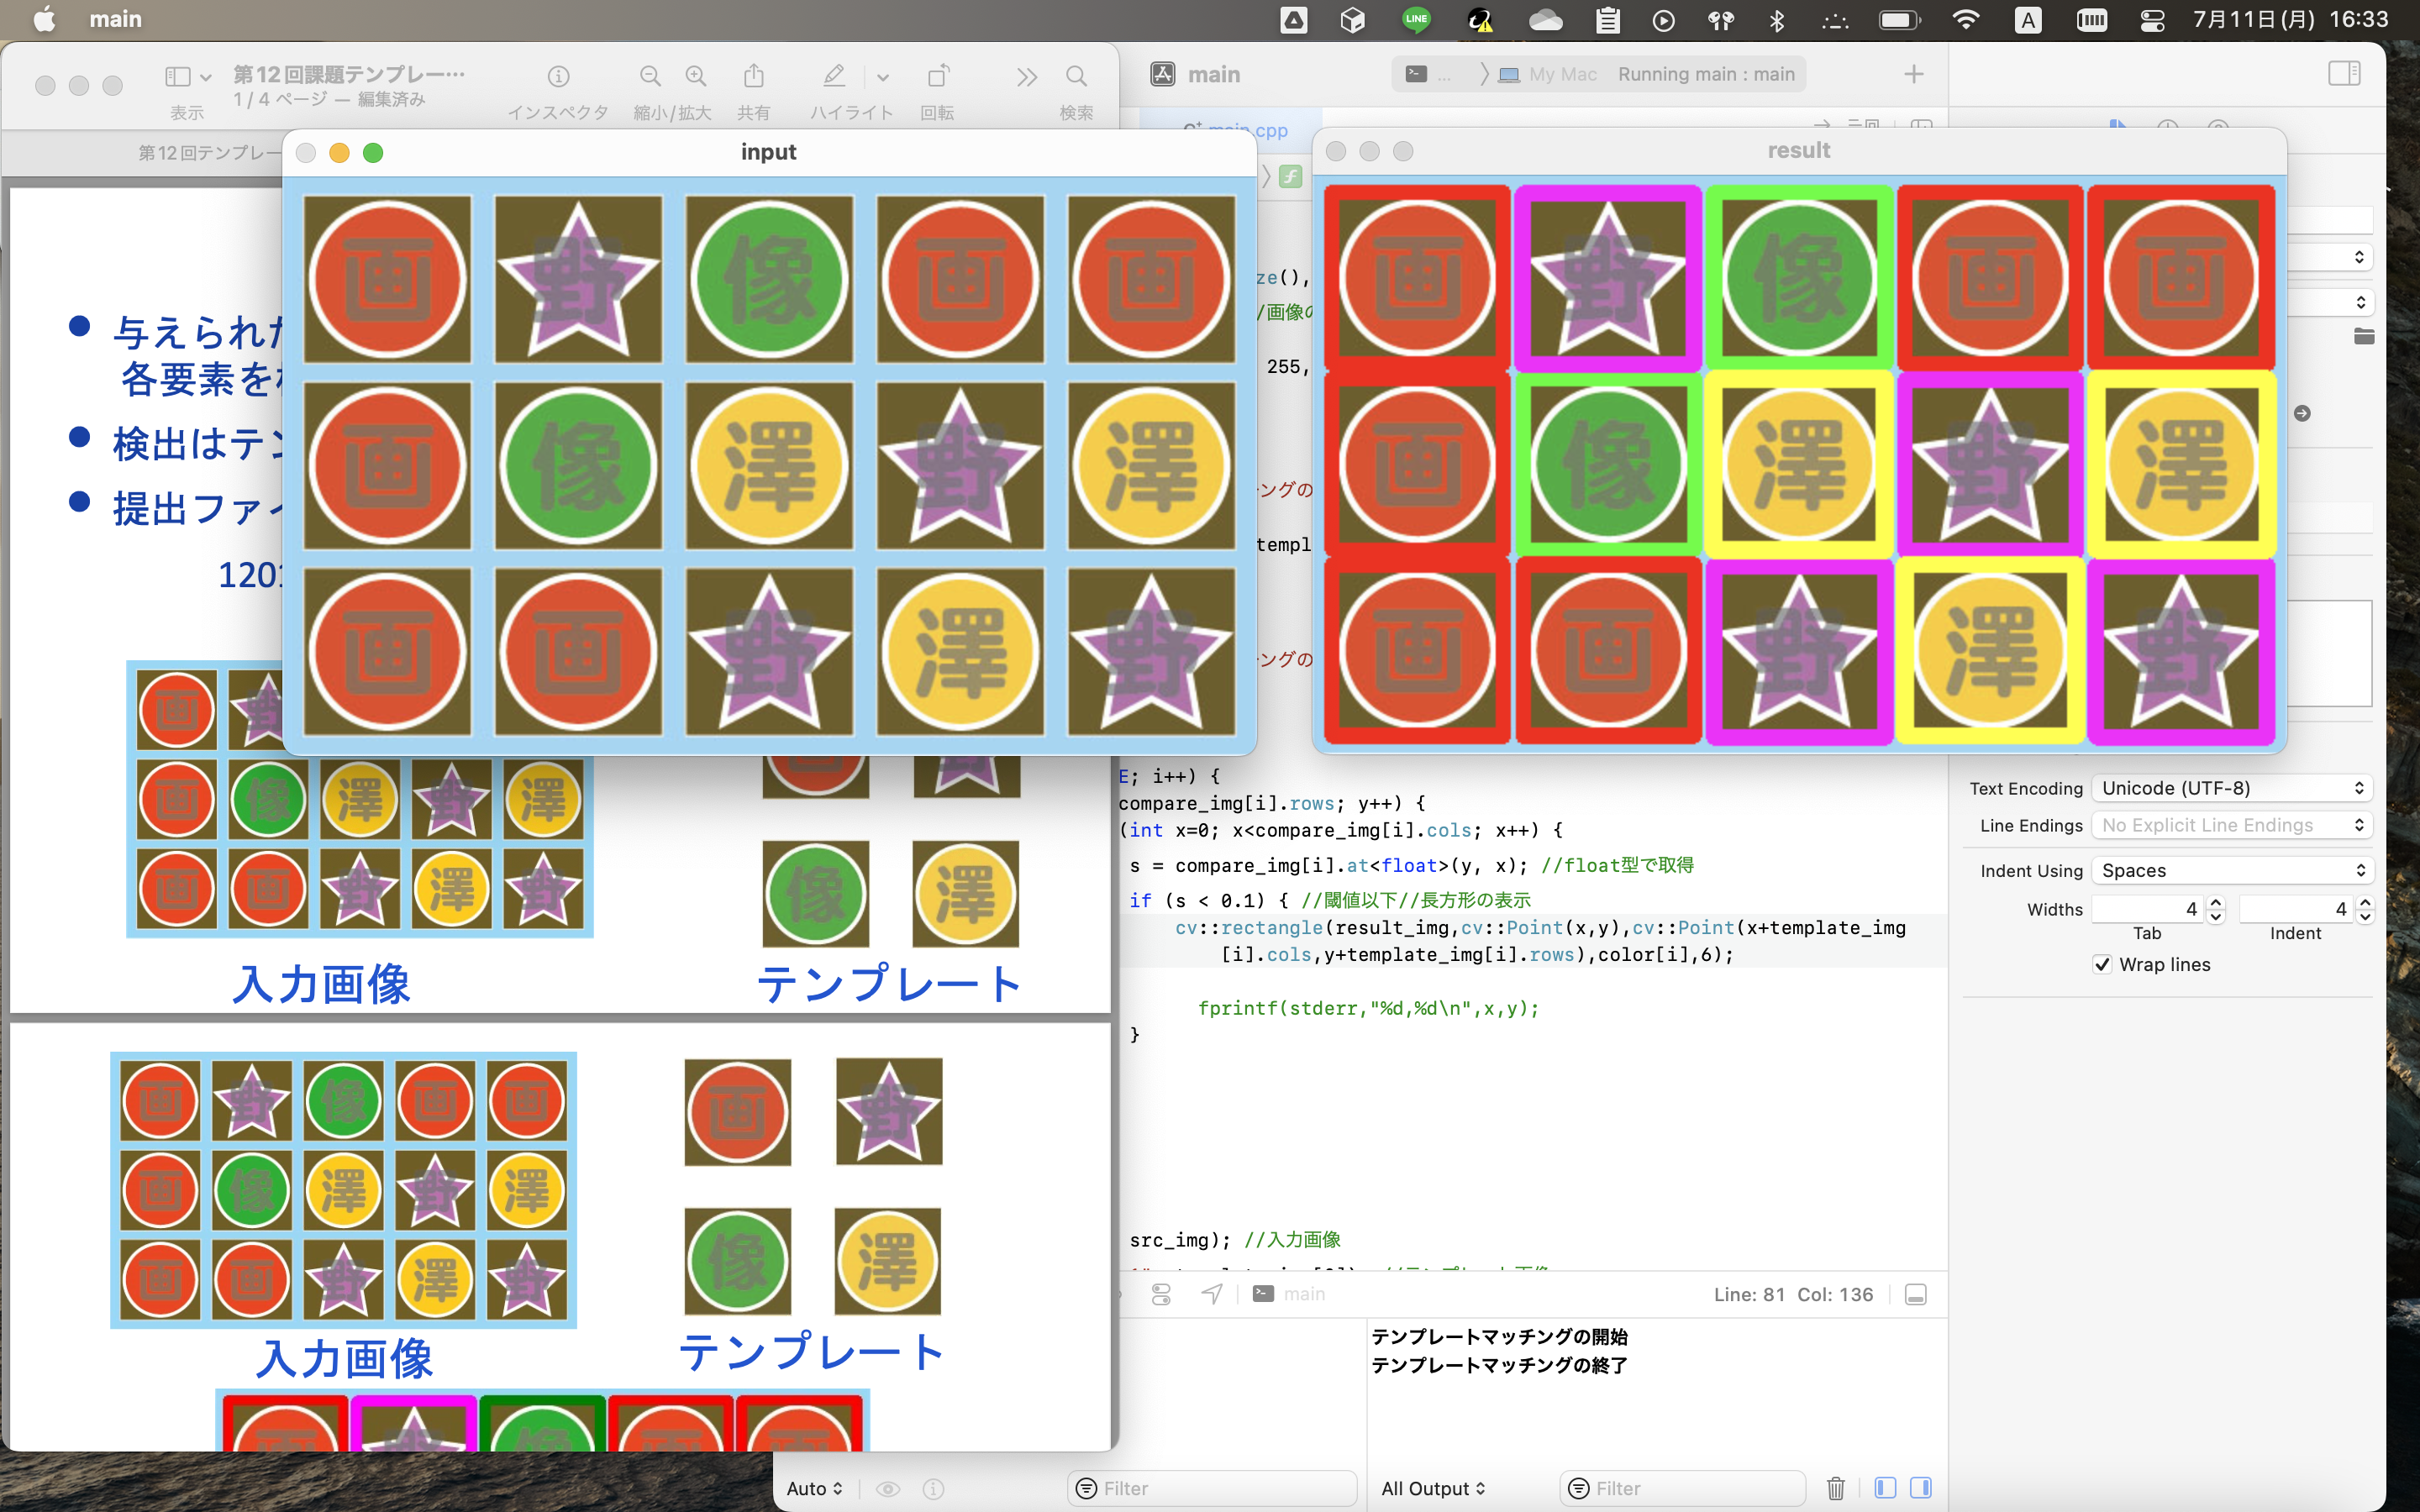 main
LINE
A
7月11日(月) 16:33
第12回課題テンプレー…
1 / 4 ページ — 編集済み
表示
インスペクタ
縮小/拡大
共有
ハイライト
回転
検索
第12回テンプレー
与えられた
各要素を
検出はテン
提出ファイ
1201
input
画 野 像 画 画
画 像 澤 野 澤
画 画 野 澤 野
result
画 野 像 画 画
画 像 澤 野 澤
画 画 野 澤 野
画
画 像 澤 野 澤
画 画 野 澤 野
像 澤
入力画像
テンプレート
画 野 像 画 画
画 像 澤 野 澤
画 画 野 澤 野
画 野
像 澤
入力画像
テンプレート
main
... My Mac Running main : main
main.cpp
ze(),
/画像の
255,
ングの
templ
ングの
E; i++) {
compare_img[i].rows; y++) {
(int x=0; x<compare_img[i].cols; x++) {
s = compare_img[i].at<float>(y, x); //float型で取得
if (s < 0.1) { //閾値以下//長方形の表示
cv::rectangle(result_img,cv::Point(x,y),cv::Point(x+template_img
[i].cols,y+template_img[i].rows),color[i],6);
fprintf(stderr,"%d,%d\n",x,y);
}
src_img); //入力画像
main
Line: 81 Col: 136
テンプレートマッチングの開始
テンプレートマッチングの終了
Auto
Filter
All Output
Filter
Text Encoding Unicode (UTF-8)
Line Endings No Explicit Line Endings
Indent Using Spaces
Widths 4 4
Tab Indent
Wrap lines